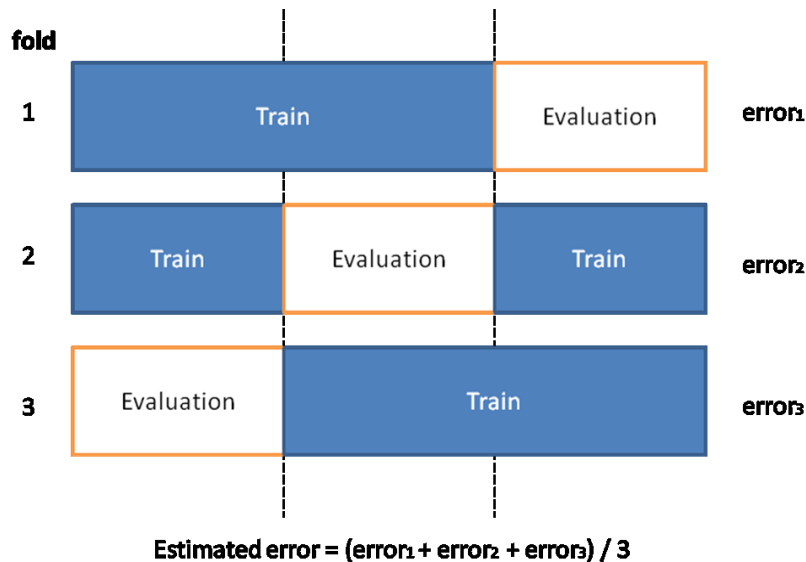 fold
1 Train Evaluation error₁
2 Train Evaluation Train error₂
3 Evaluation Train error₃
Estimated error = (error₁ + error₂ + error₃) / 3